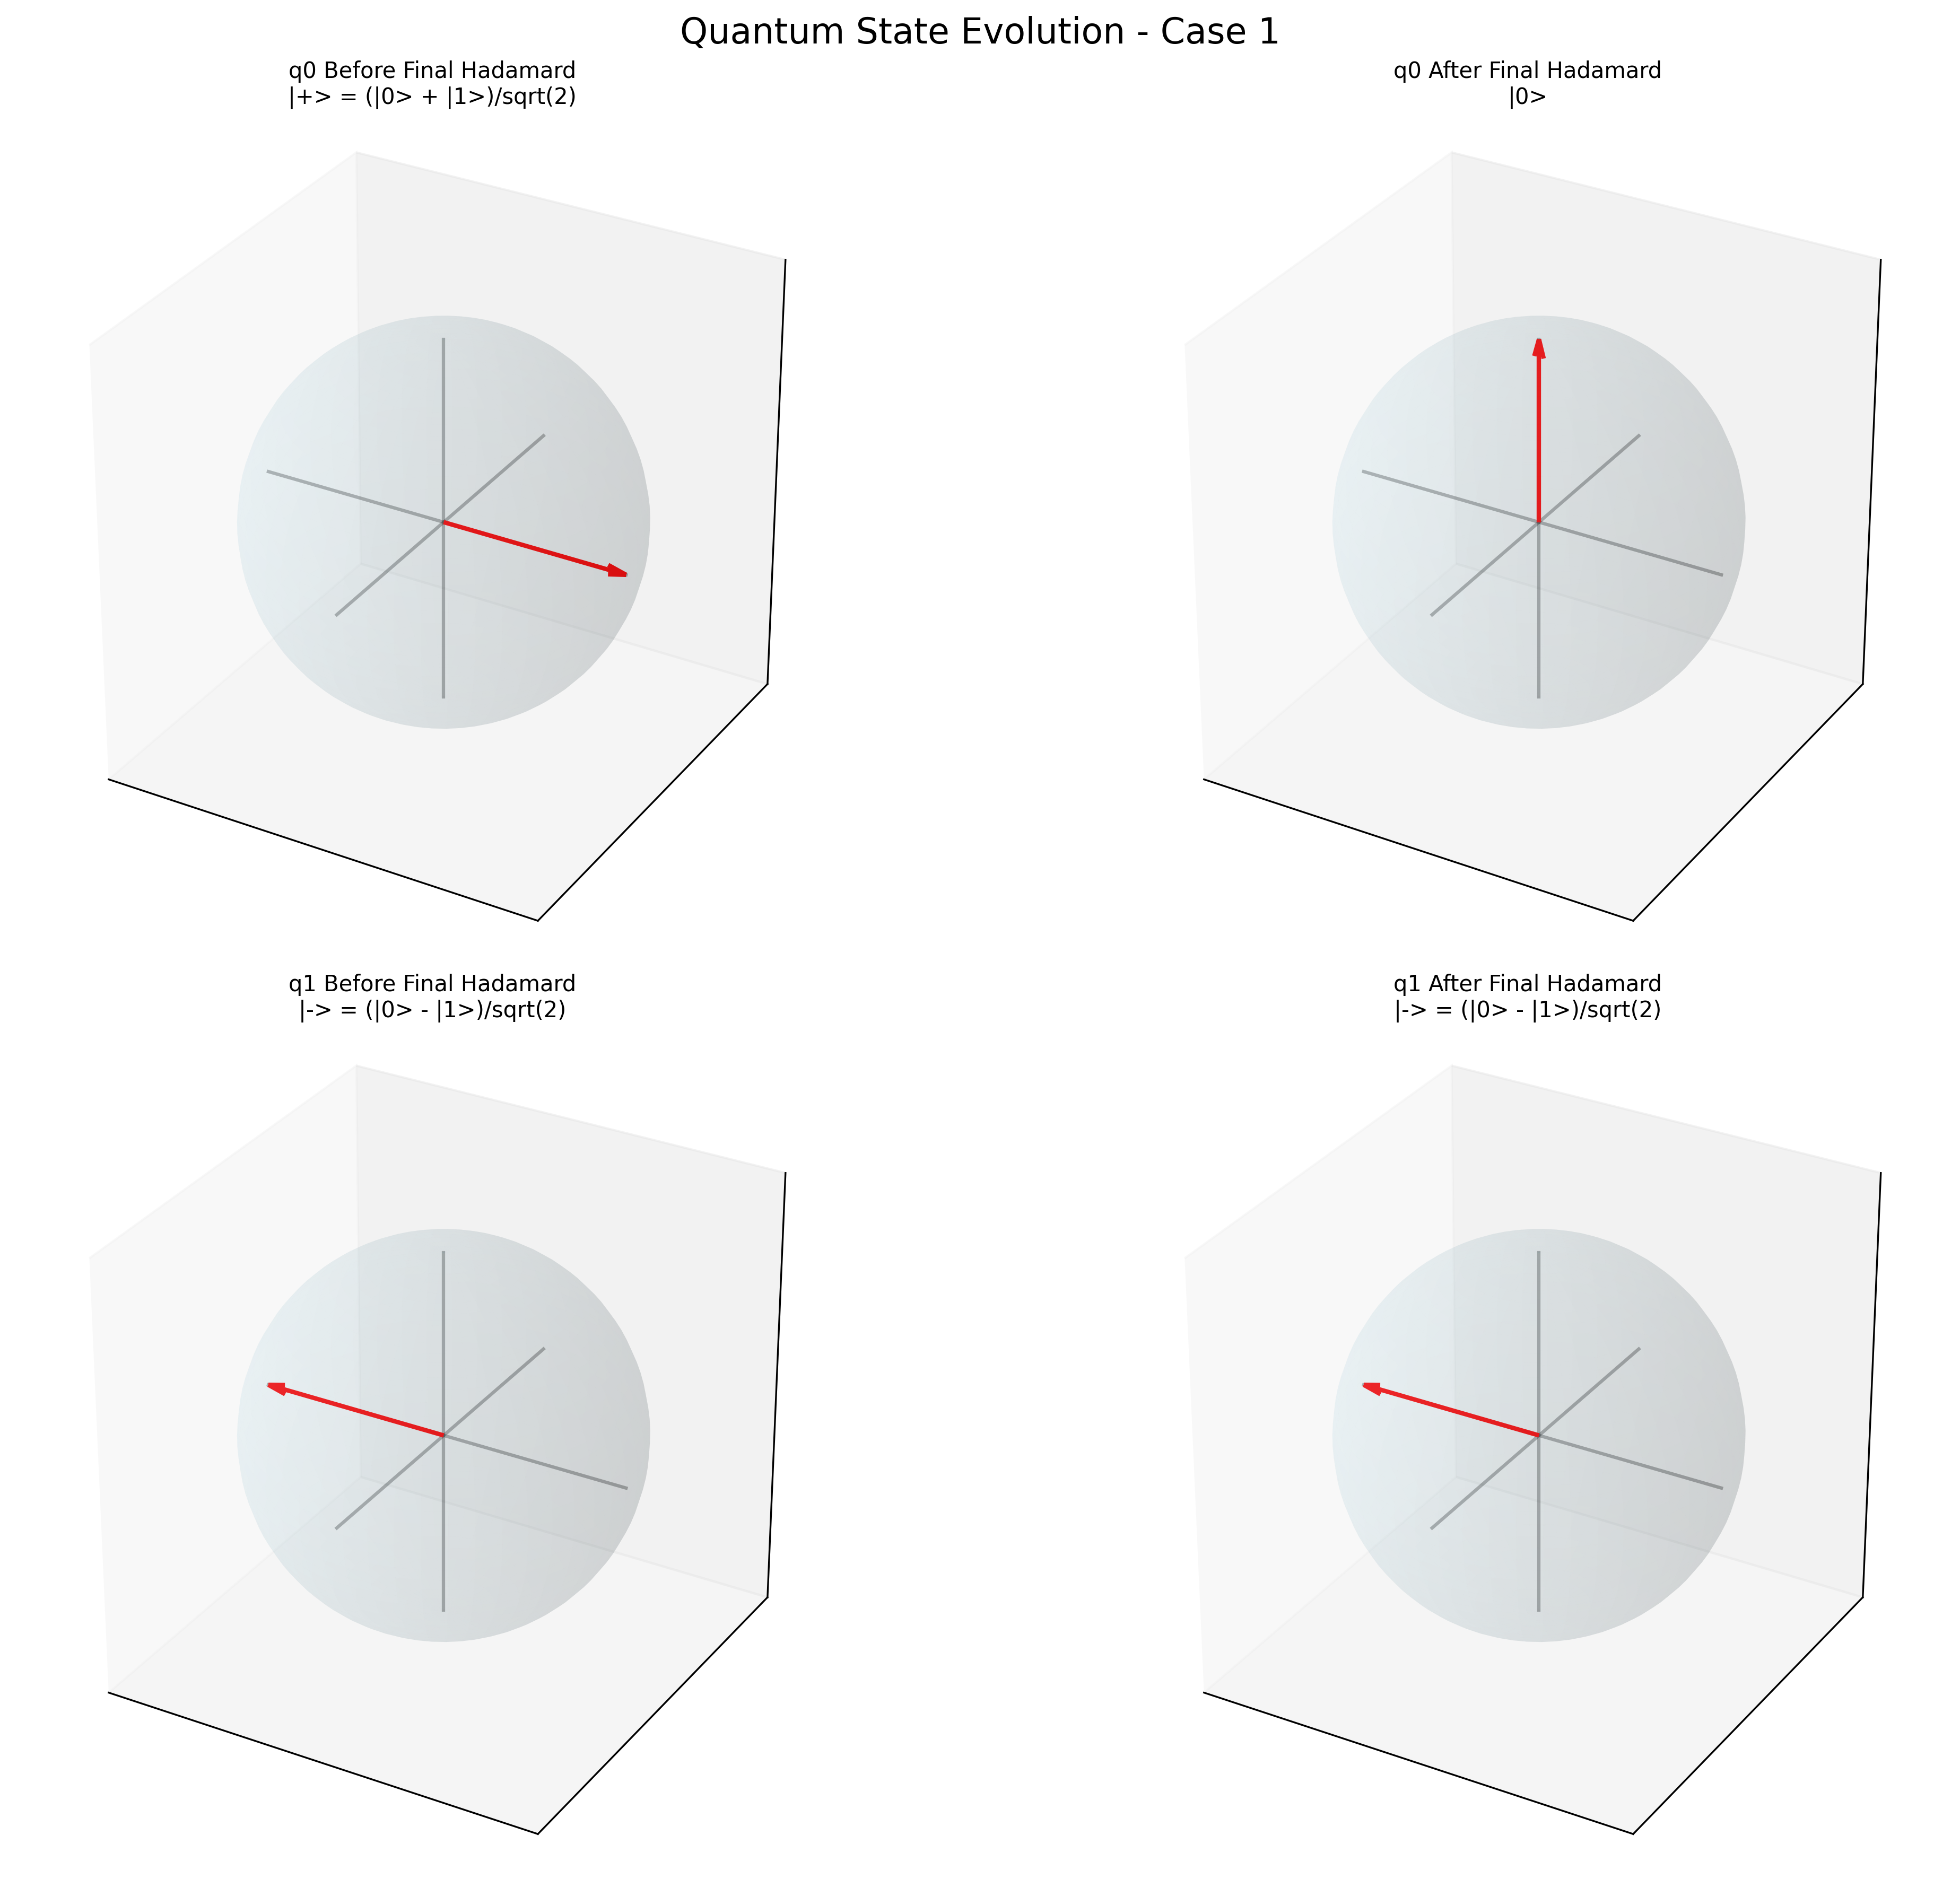 Quantum State Evolution - Case 1
q0 Before Final Hadamard
|+> = (|0> + |1>)/sqrt(2)
q0 After Final Hadamard
|0>
q1 Before Final Hadamard
|-> = (|0> - |1>)/sqrt(2)
q1 After Final Hadamard
|-> = (|0> - |1>)/sqrt(2)